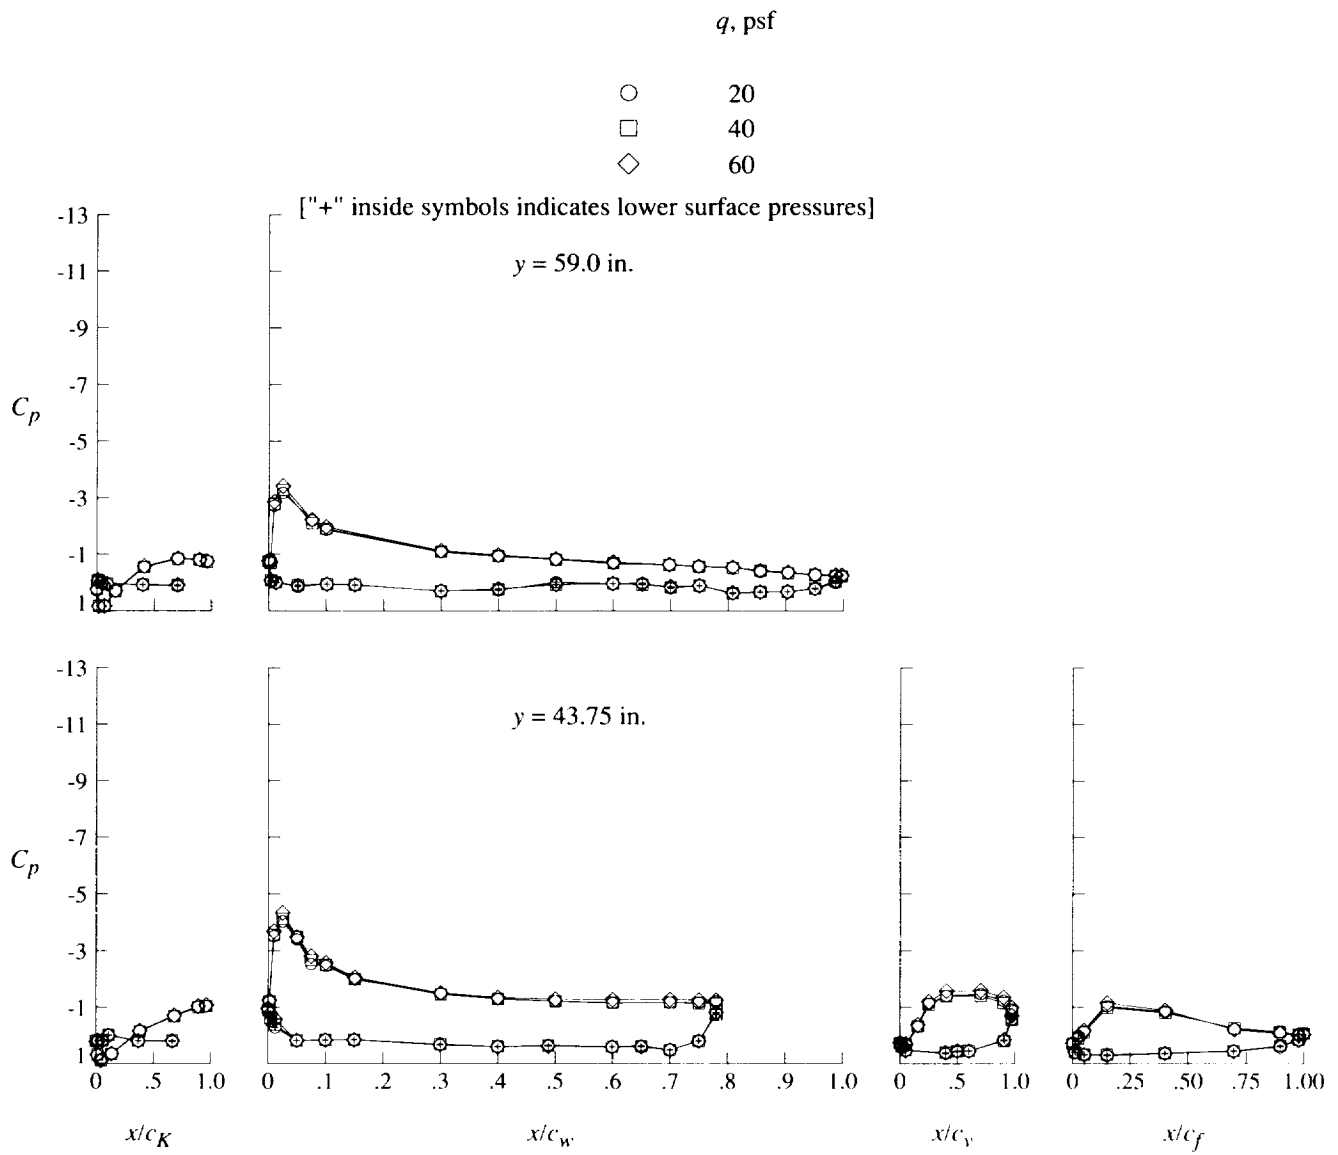 q, psf
20
40
60
["+" inside symbols indicates lower surface pressures]
y = 59.0 in.
-13
-11
-9
-7
-5
-3
-1
1
C_p
y = 43.75 in.
-13
-11
-9
-7
-5
-3
-1
1
C_p
0 .5 1.0
0 .1 .2 .3 .4 .5 .6 .7 .8 .9 1.0
0 .5 1.0
0 .25 .50 .75 1.00
x/c_K
x/c_w
x/c_v
x/c_f